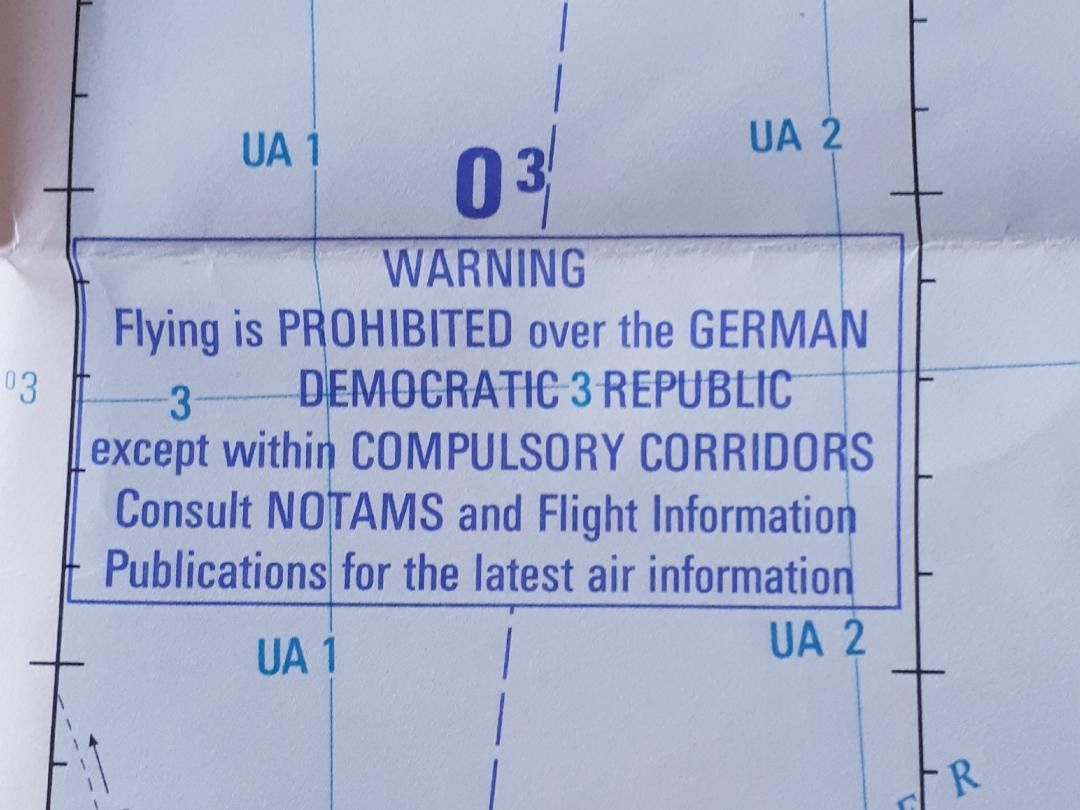 UA 1
UA 2
0 3
WARNING
Flying is PROHIBITED over the GERMAN
03
3
DEMOCRATIC 3 REPUBLIC
except within COMPULSORY CORRIDORS
Consult NOTAMS and Flight Information
Publications for the latest air information
UA 1
UA 2
R